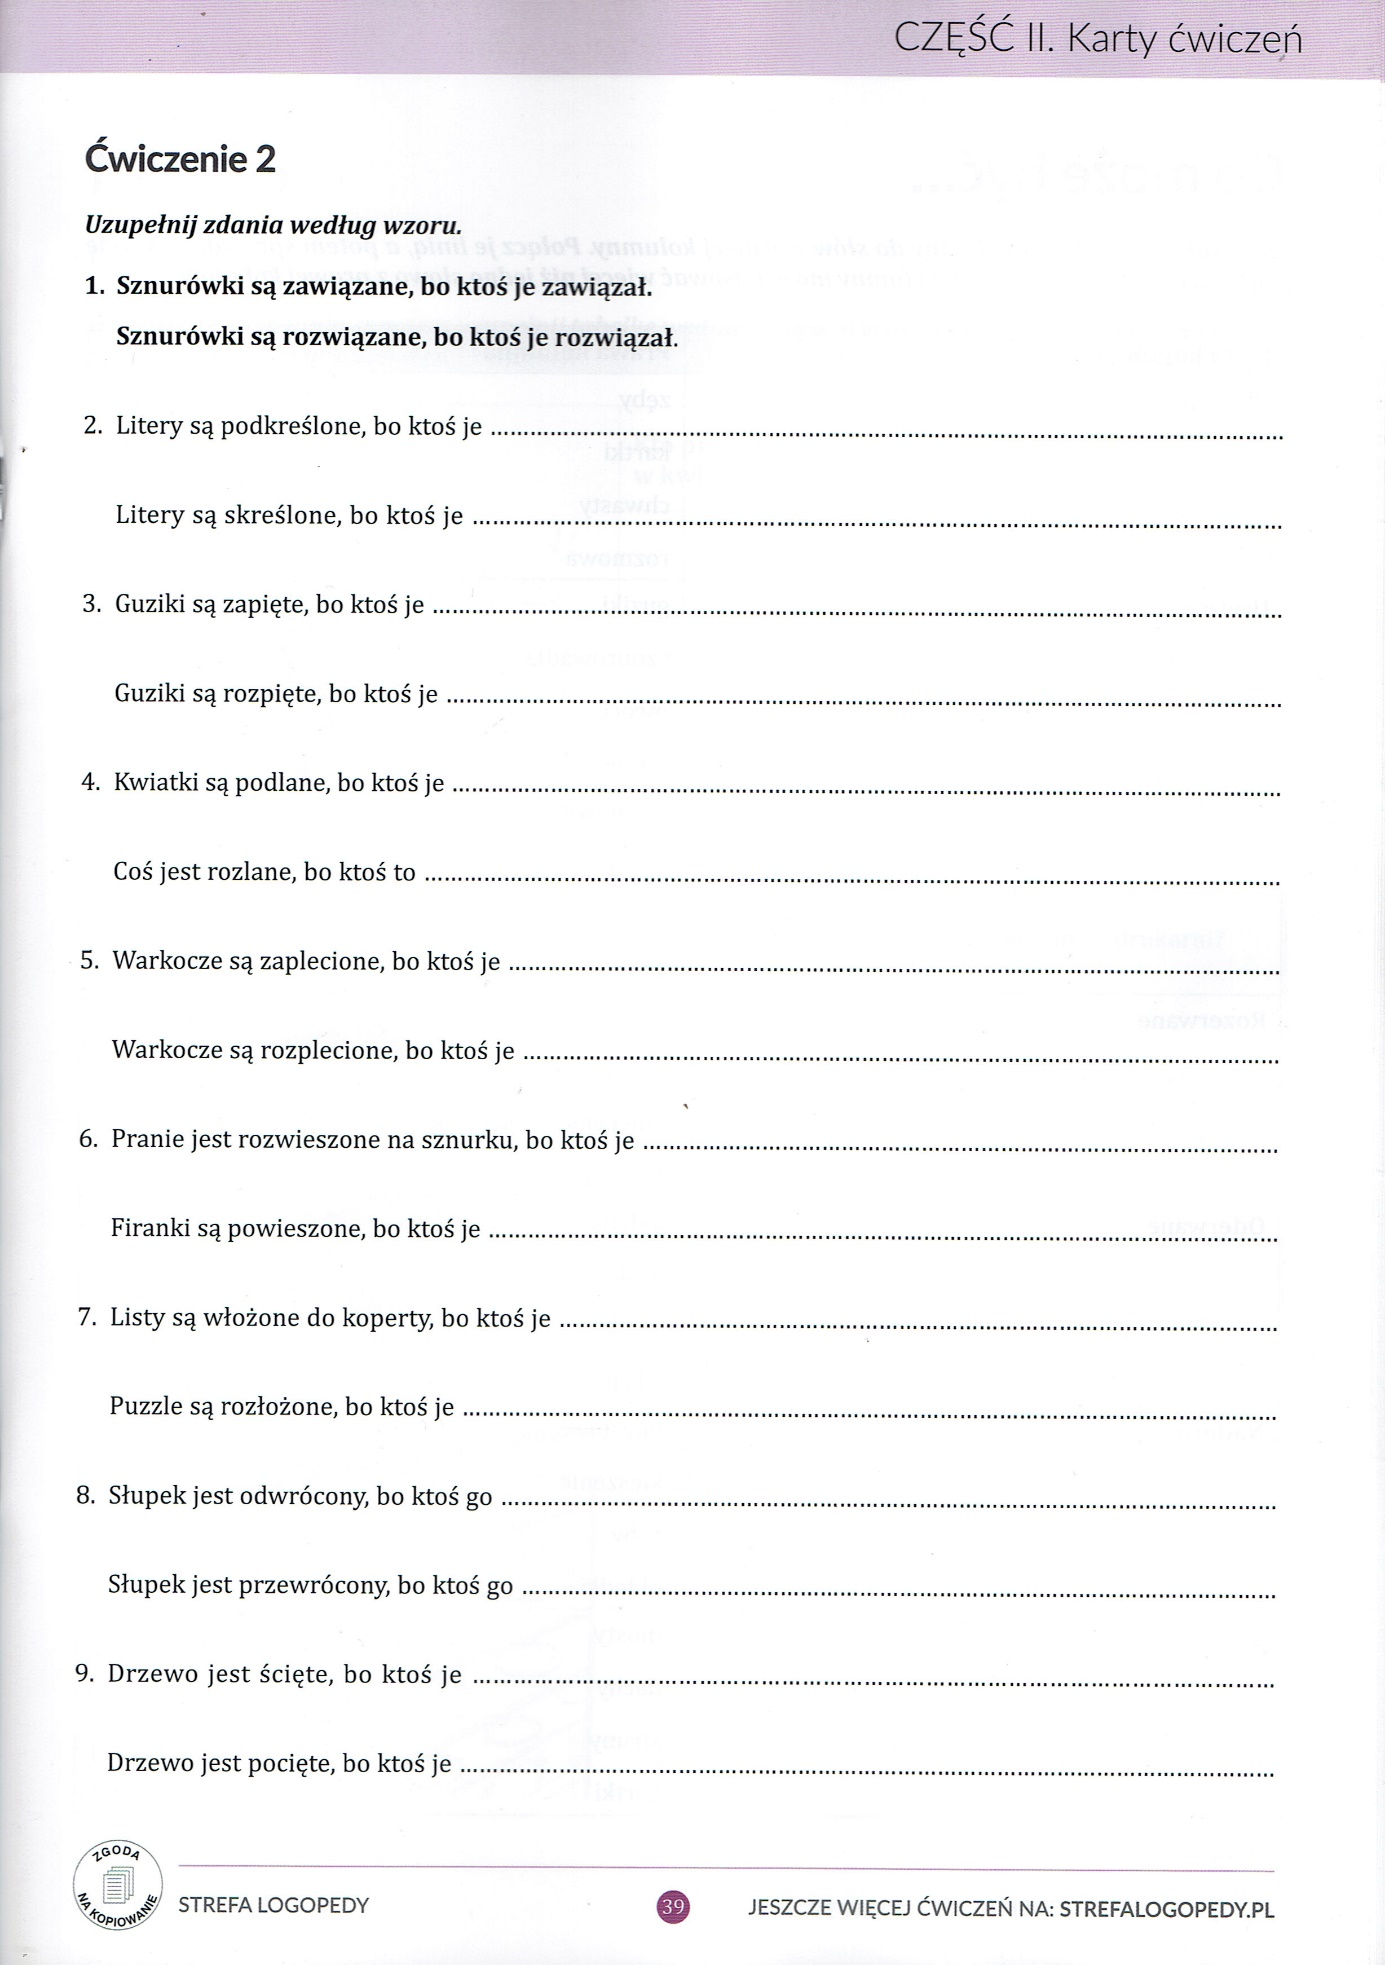 CZĘŚĆ II. Karty ćwiczeń
Ćwiczenie 2
Uzupełnij zdania według wzoru.
1. Sznurówki są zawiązane, bo ktoś je zawiązał.
Sznurówki są rozwiązane, bo ktoś je rozwiązał.
2. Litery są podkreślone, bo ktoś je ........................................
Litery są skreślone, bo ktoś je ........................................
3. Guziki są zapięte, bo ktoś je ........................................
Guziki są rozpięte, bo ktoś je ........................................
4. Kwiatki są podlane, bo ktoś je ........................................
Coś jest rozlane, bo ktoś to ........................................
5. Warkocze są zaplecione, bo ktoś je ........................................
Warkocze są rozplecione, bo ktoś je ........................................
6. Pranie jest rozwieszone na sznurku, bo ktoś je ........................................
Firanki są powieszone, bo ktoś je ........................................
7. Listy są włożone do koperty, bo ktoś je ........................................
Puzzle są rozłożone, bo ktoś je ........................................
8. Słupek jest odwrócony, bo ktoś go ........................................
Słupek jest przewrócony, bo ktoś go ........................................
9. Drzewo jest ścięte, bo ktoś je ........................................
Drzewo jest pocięte, bo ktoś je ........................................
ZGODA NA KOPIOWANIE
STREFA LOGOPEDY
39
JESZCZE WIĘCEJ ĆWICZEŃ NA: STREFALOGOPEDY.PL